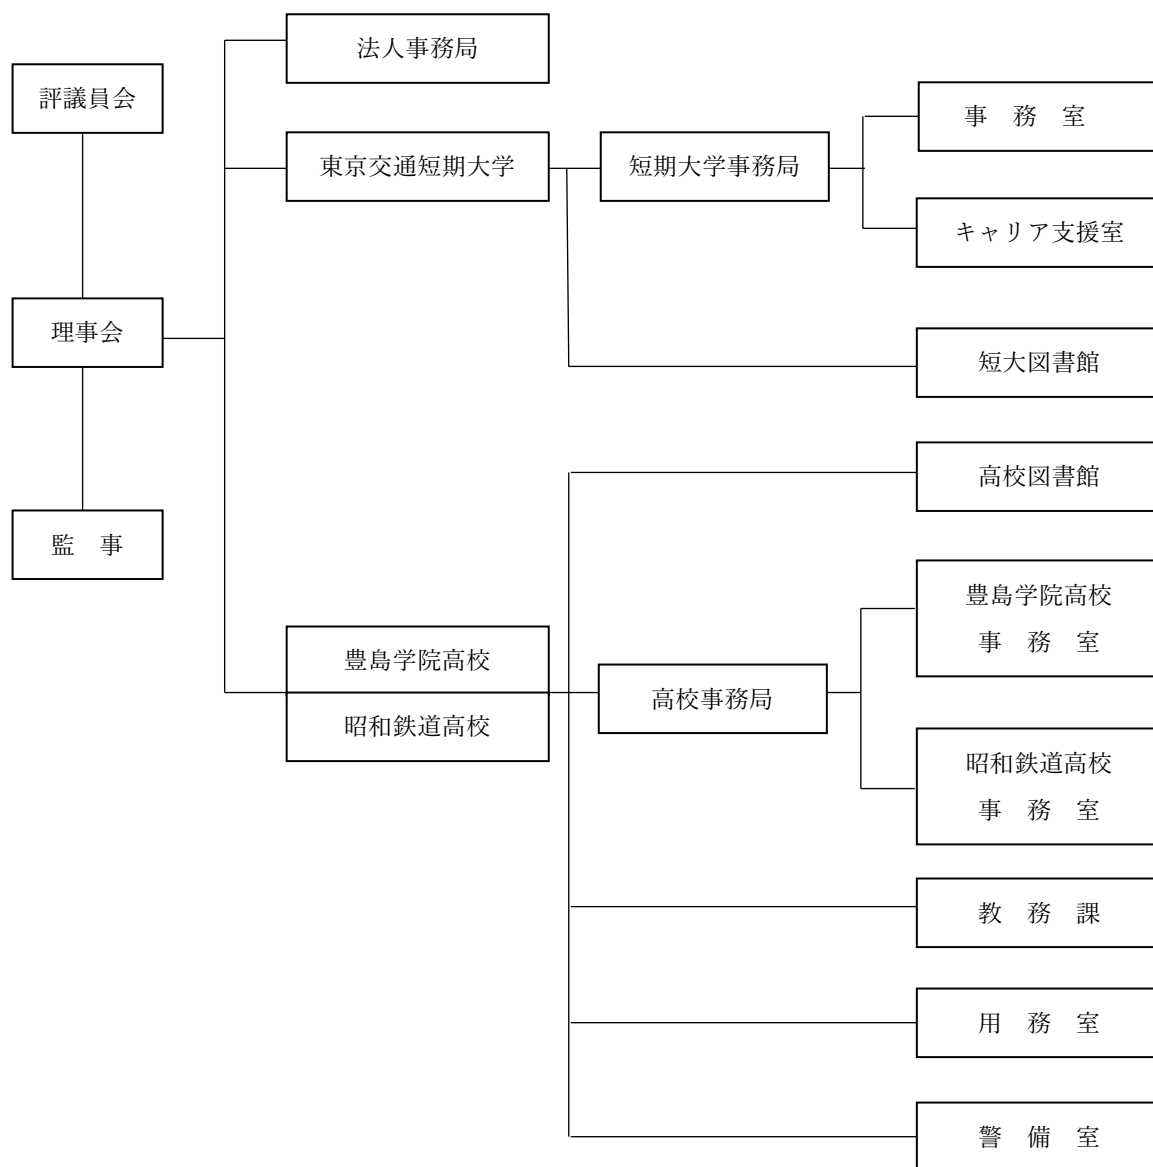 法人事務局
評議員会
事　務　室
東京交通短期大学
短期大学事務局
キャリア支援室
理事会
短大図書館
高校図書館
監　事
豊島学院高校
事　務　室
豊島学院高校
昭和鉄道高校
高校事務局
昭和鉄道高校
事　務　室
教　務　課
用　務　室
警　備　室